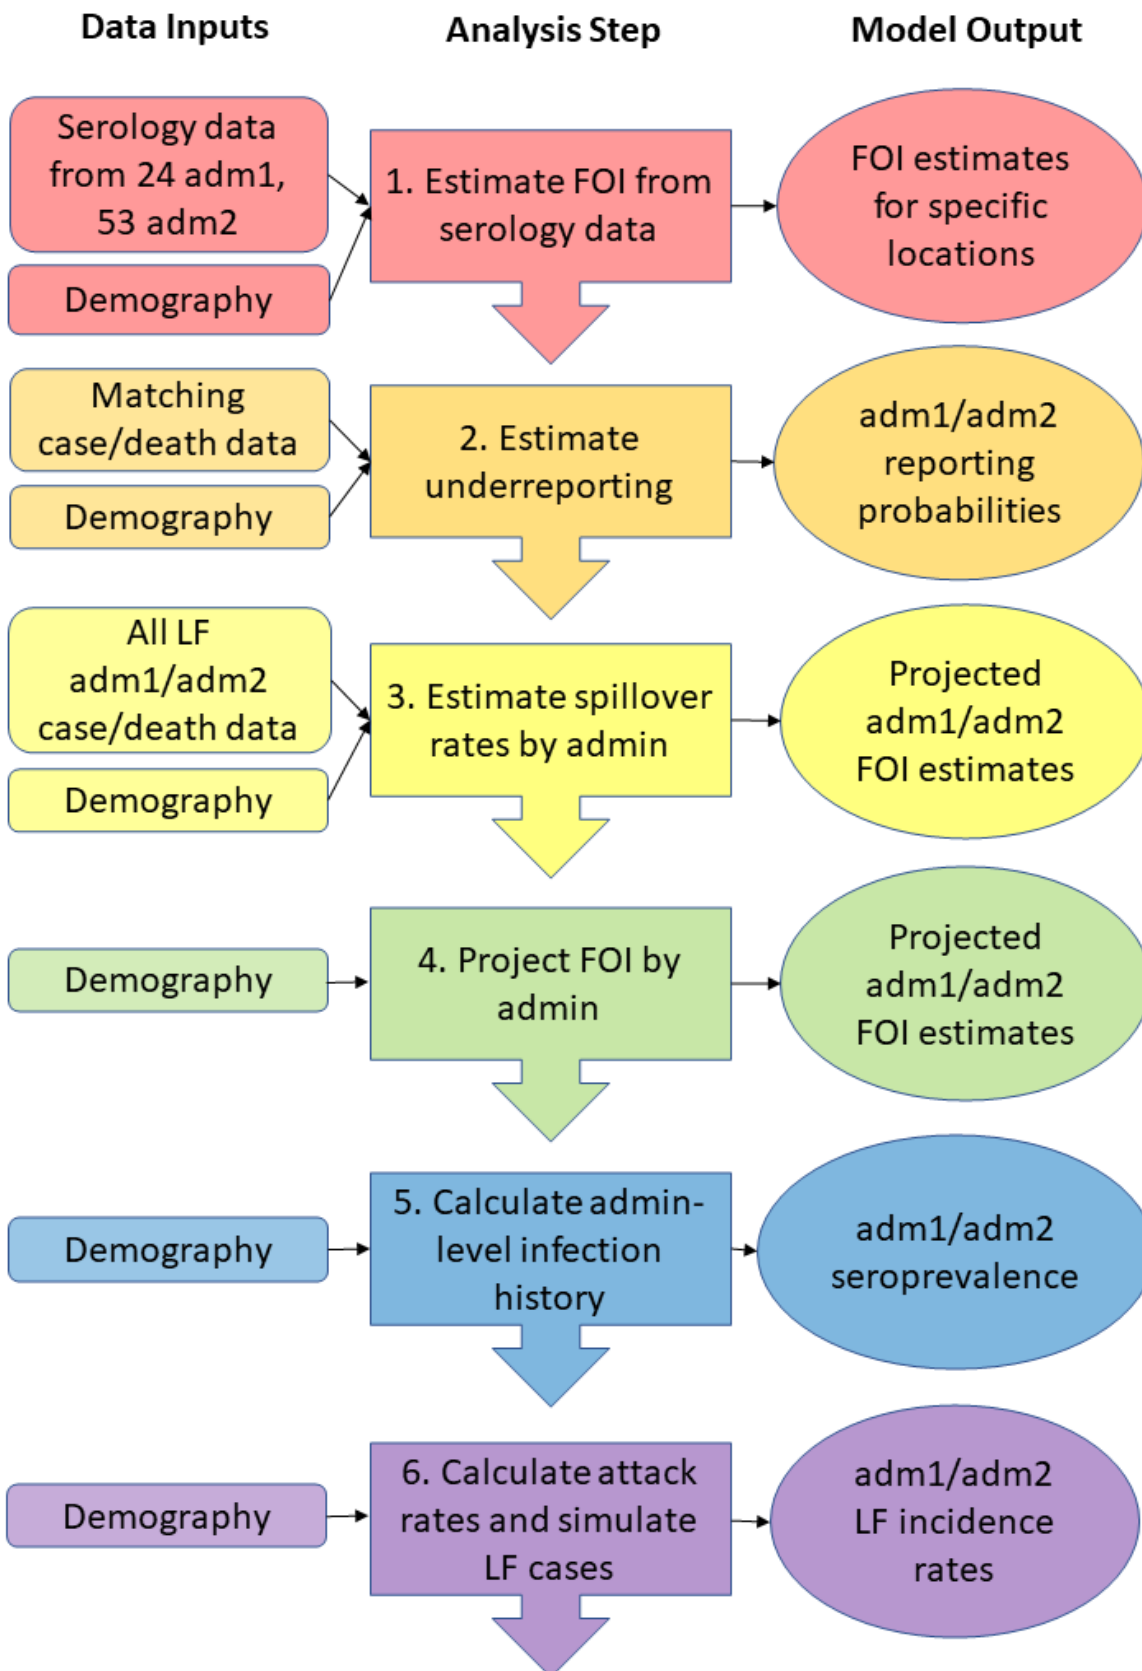 Data Inputs
Analysis Step
Model Output
Serology data
from 24 adm1,
53 adm2
Demography
1. Estimate FOI from
serology data
FOI estimates
for specific
locations
Matching
case/death data
Demography
2. Estimate
underreporting
adm1/adm2
reporting
probabilities
All LF
adm1/adm2
case/death data
Demography
3. Estimate spillover
rates by admin
Projected
adm1/adm2
FOI estimates
Demography
4. Project FOI by
admin
Projected
adm1/adm2
FOI estimates
Demography
5. Calculate admin-
level infection
history
adm1/adm2
seroprevalence
Demography
6. Calculate attack
rates and simulate
LF cases
adm1/adm2
LF incidence
rates